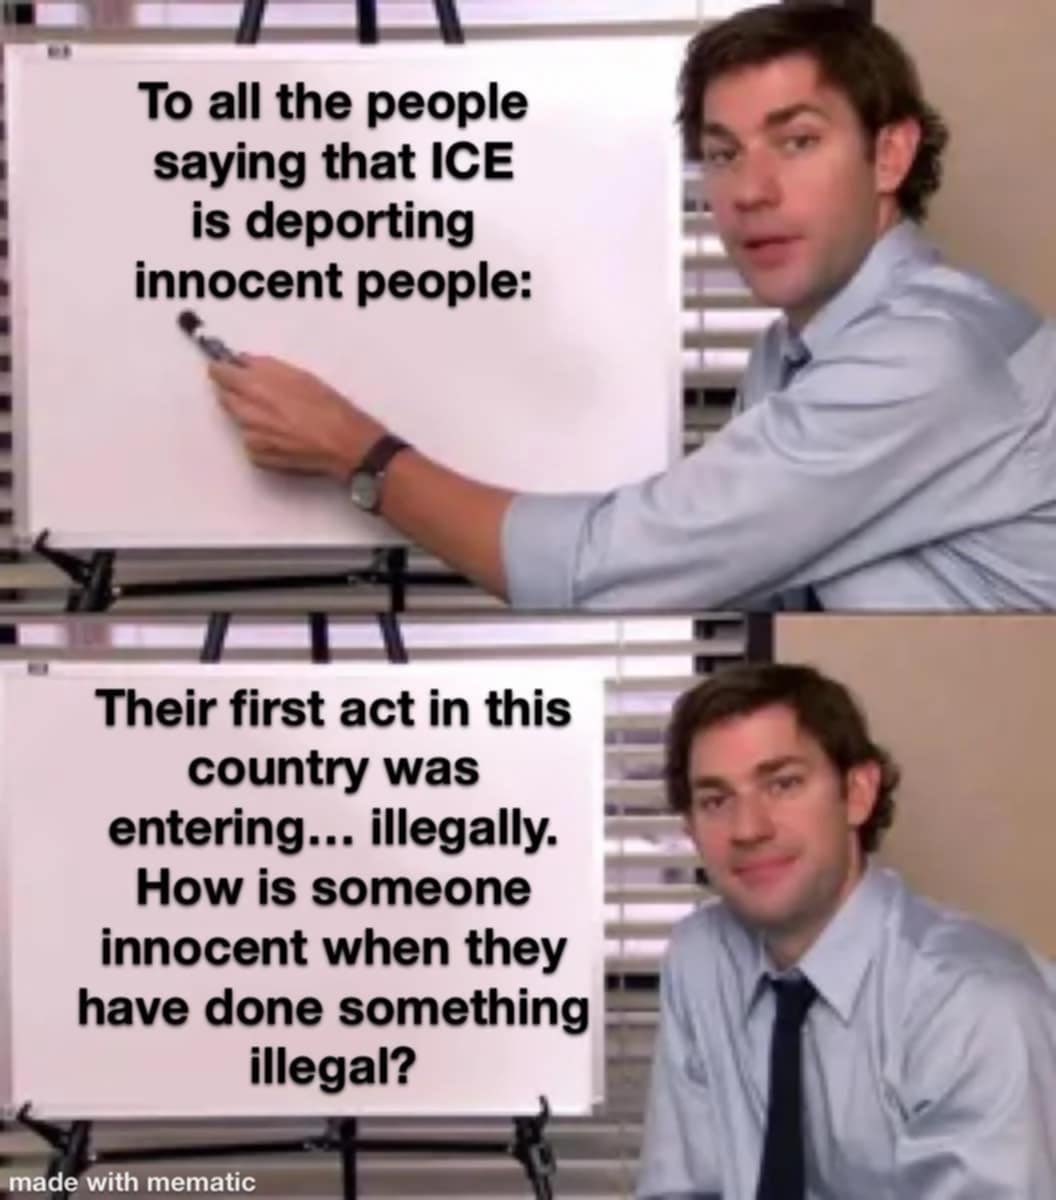 To all the people
saying that ICE
is deporting
innocent people:
Their first act in this
country was
entering... illegally.
How is someone
innocent when they
have done something
illegal?
made with mematic